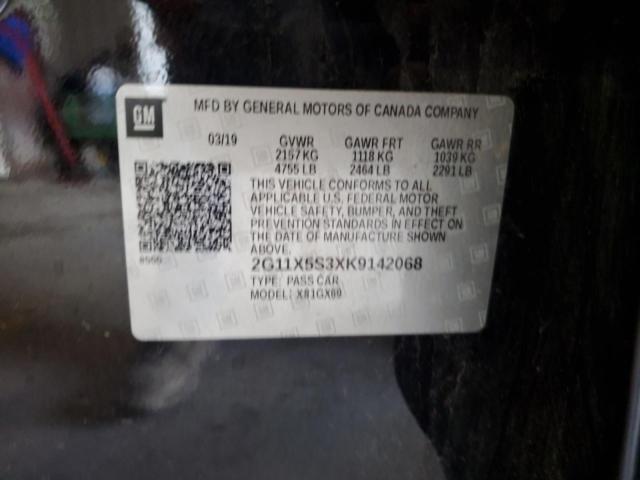 GM
MFD BY GENERAL MOTORS OF CANADA COMPANY
03/19 GVWR GAWR FRT GAWR RR
2157 KG 1118 KG 1039 KG
4755 LB 2464 LB 2291 LB
THIS VEHICLE CONFORMS TO ALL
APPLICABLE U.S. FEDERAL MOTOR
VEHICLE SAFETY, BUMPER, AND THEFT
PREVENTION STANDARDS IN EFFECT ON
THE DATE OF MANUFACTURE SHOWN
ABOVE.
2G11X5S3XK9142068
TYPE: PASS CAR
MODEL: X81GX69